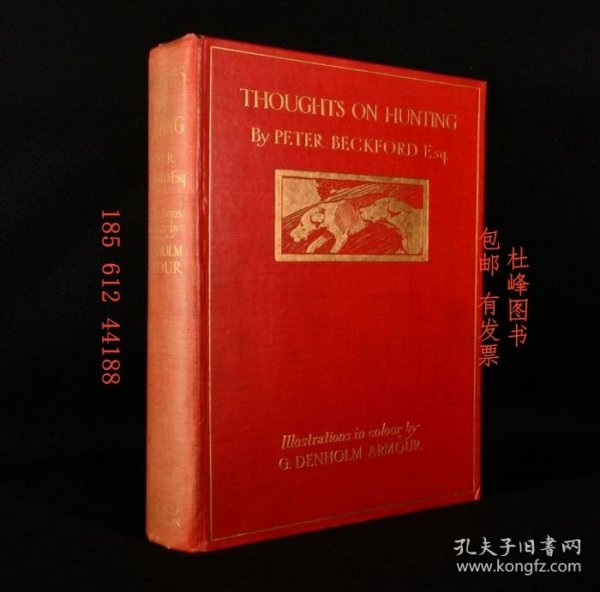 THOUGHTS ON HUNTING
By PETER BECKFORD Esq.
Illustrations in colour by
G. DENHOLM ARMOUR
185 612 44188
杜峰图书
包邮 有发票
孔夫子旧书网
www.kongfz.com